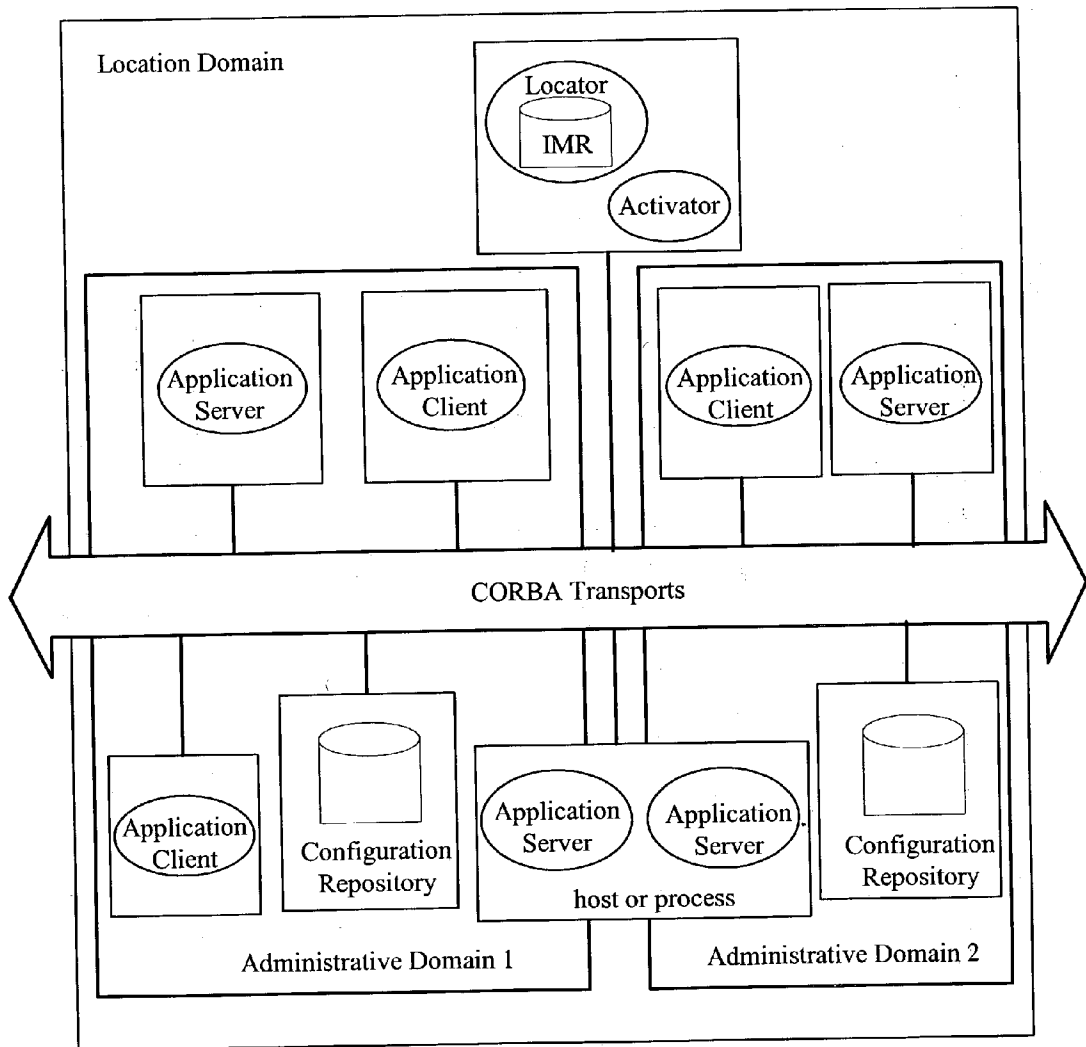 Location Domain
Locator
IMR
Activator
Application
Server
Application
Client
Application
Client
Application
Server
CORBA Transports
Application
Client
Configuration
Repository
Application
Server
Application
Server
host or process
Configuration
Repository
Administrative Domain 1
Administrative Domain 2